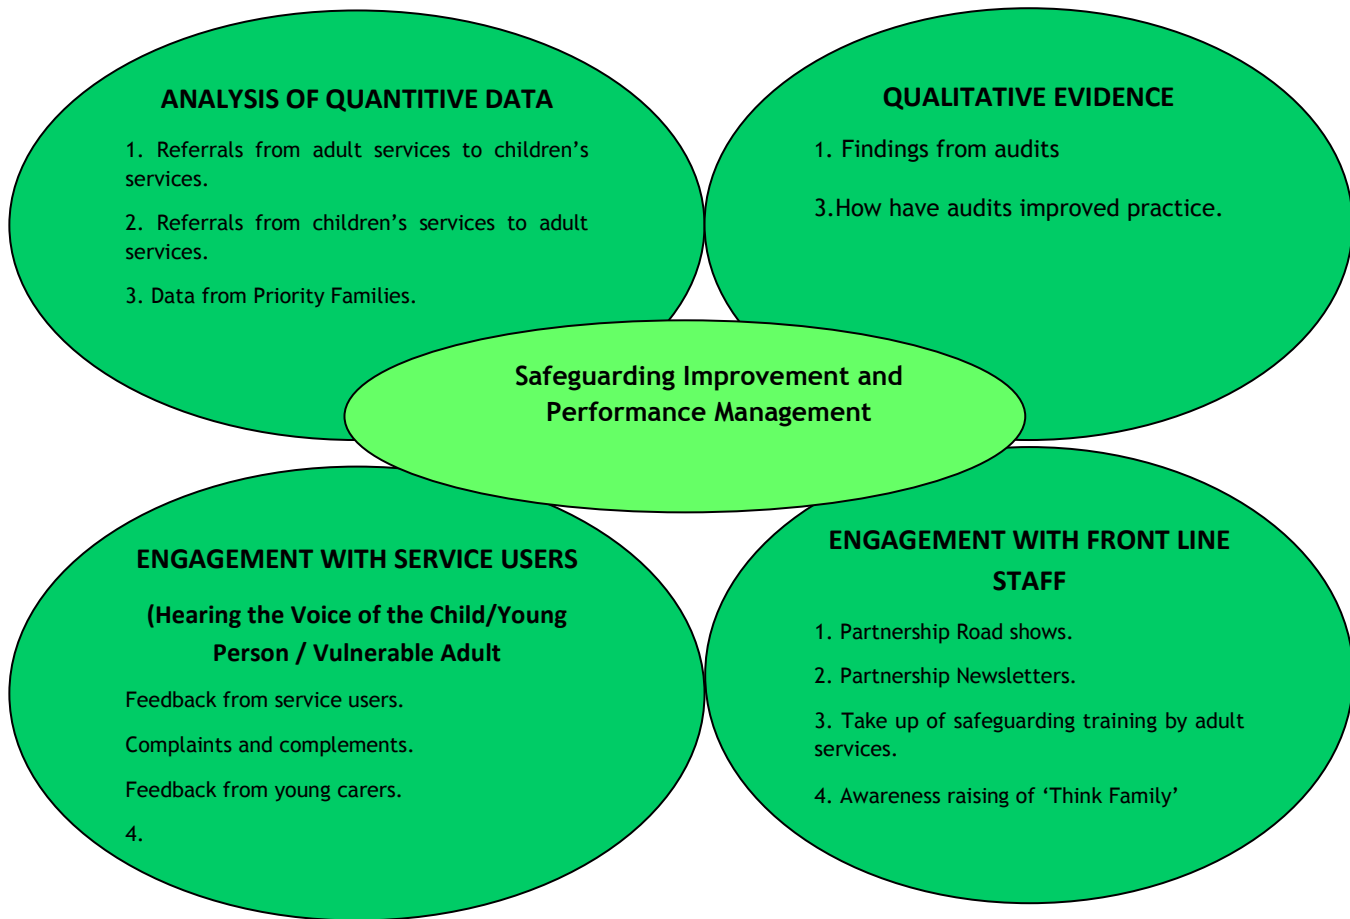 ANALYSIS OF QUANTITIVE DATA
1. Referrals from adult services to children’s
services.
2. Referrals from children’s services to adult
services.
3. Data from Priority Families.
QUALITATIVE EVIDENCE
1. Findings from audits
3.How have audits improved practice.
Safeguarding Improvement and
Performance Management
ENGAGEMENT WITH SERVICE USERS
(Hearing the Voice of the Child/Young
Person / Vulnerable Adult
Feedback from service users.
Complaints and complements.
Feedback from young carers.
4.
ENGAGEMENT WITH FRONT LINE
STAFF
1. Partnership Road shows.
2. Partnership Newsletters.
3. Take up of safeguarding training by adult
services.
4. Awareness raising of ‘Think Family’